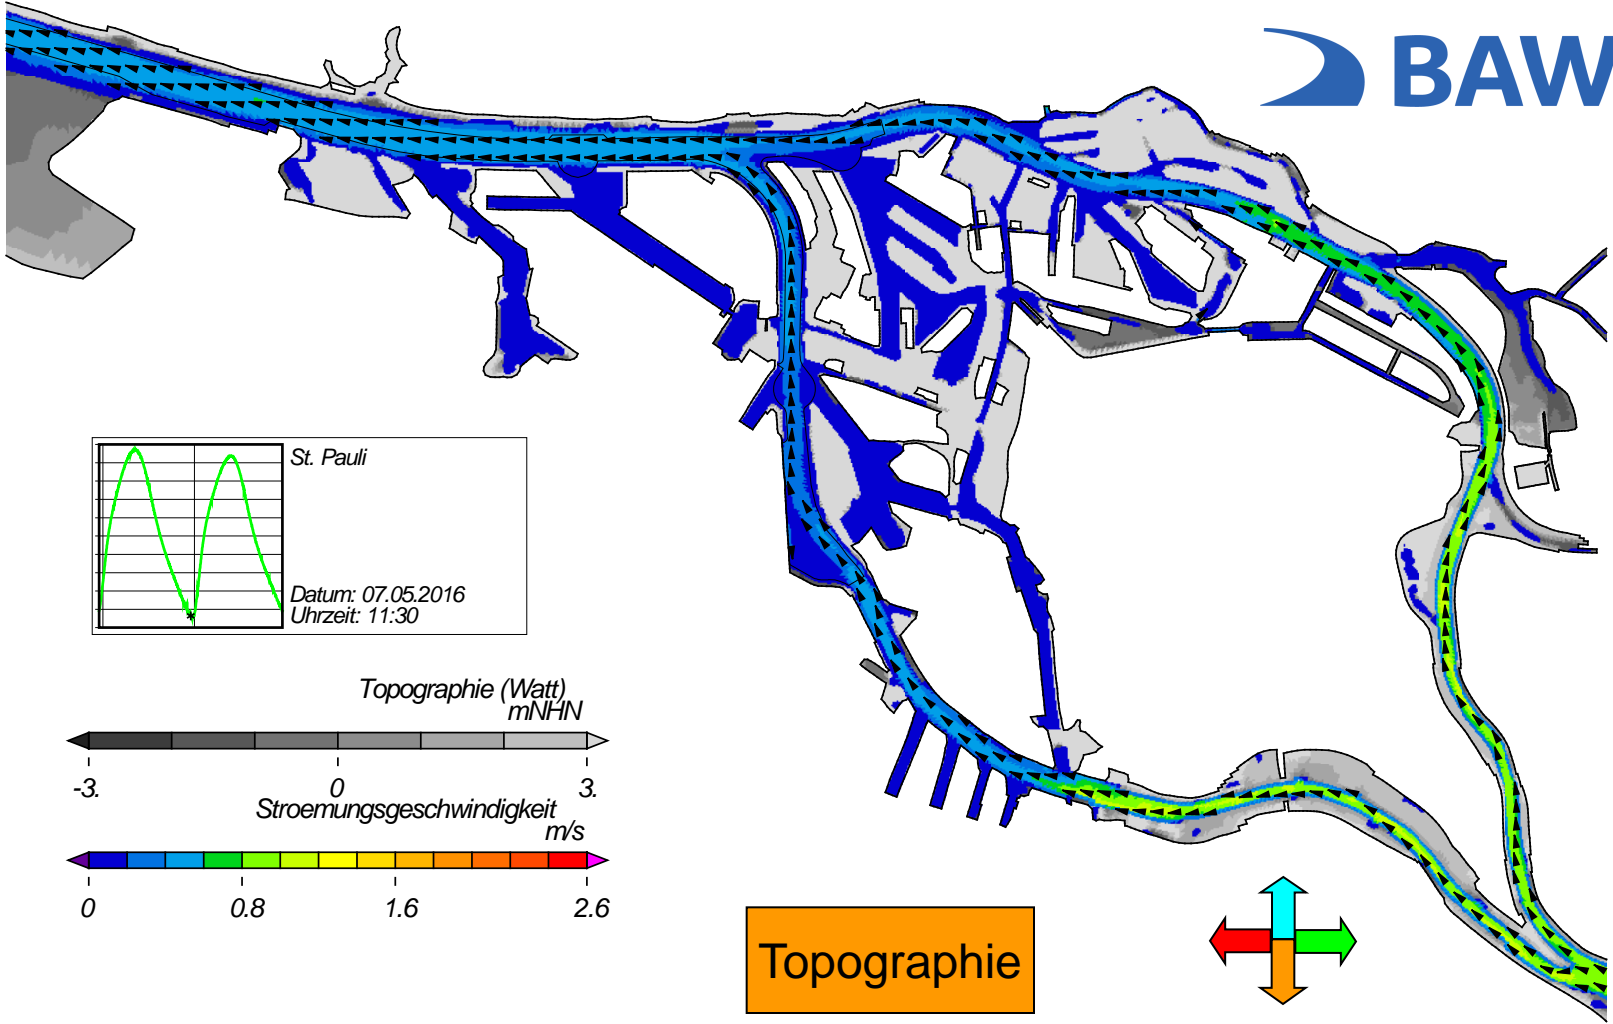 BAW
St. Pauli
Datum: 07.05.2016
Uhrzeit: 11:30
Topographie (Watt)
mNHN
-3. 0 3.
Stroemungsgeschwindigkeit
m/s
0 0.8 1.6 2.6
Topographie